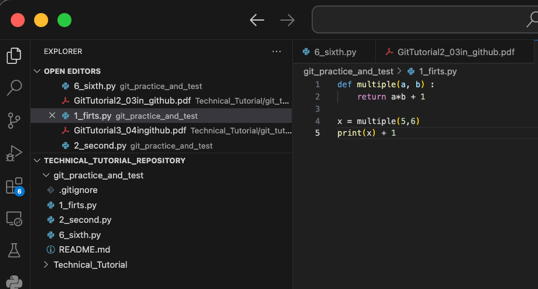 EXPLORER
OPEN EDITORS
6_sixth.py git_practice_and_test
GitTutorial2_03in_github.pdf Technical_Tutorial/git_t...
1_firts.py git_practice_and_test
GitTutorial3_04ingithub.pdf Technical_Tutorial/git_tut...
2_second.py git_practice_and_test
TECHNICAL_TUTORIAL_REPOSITORY
git_practice_and_test
.gitignore
1_firts.py
2_second.py
6_sixth.py
README.md
Technical_Tutorial
6
6_sixth.py GitTutorial2_03in_github.pdf
git_practice_and_test > 1_firts.py
1 def multiple(a, b) :
2 return a*b + 1
3
4 x = multiple(5,6)
5 print(x) + 1